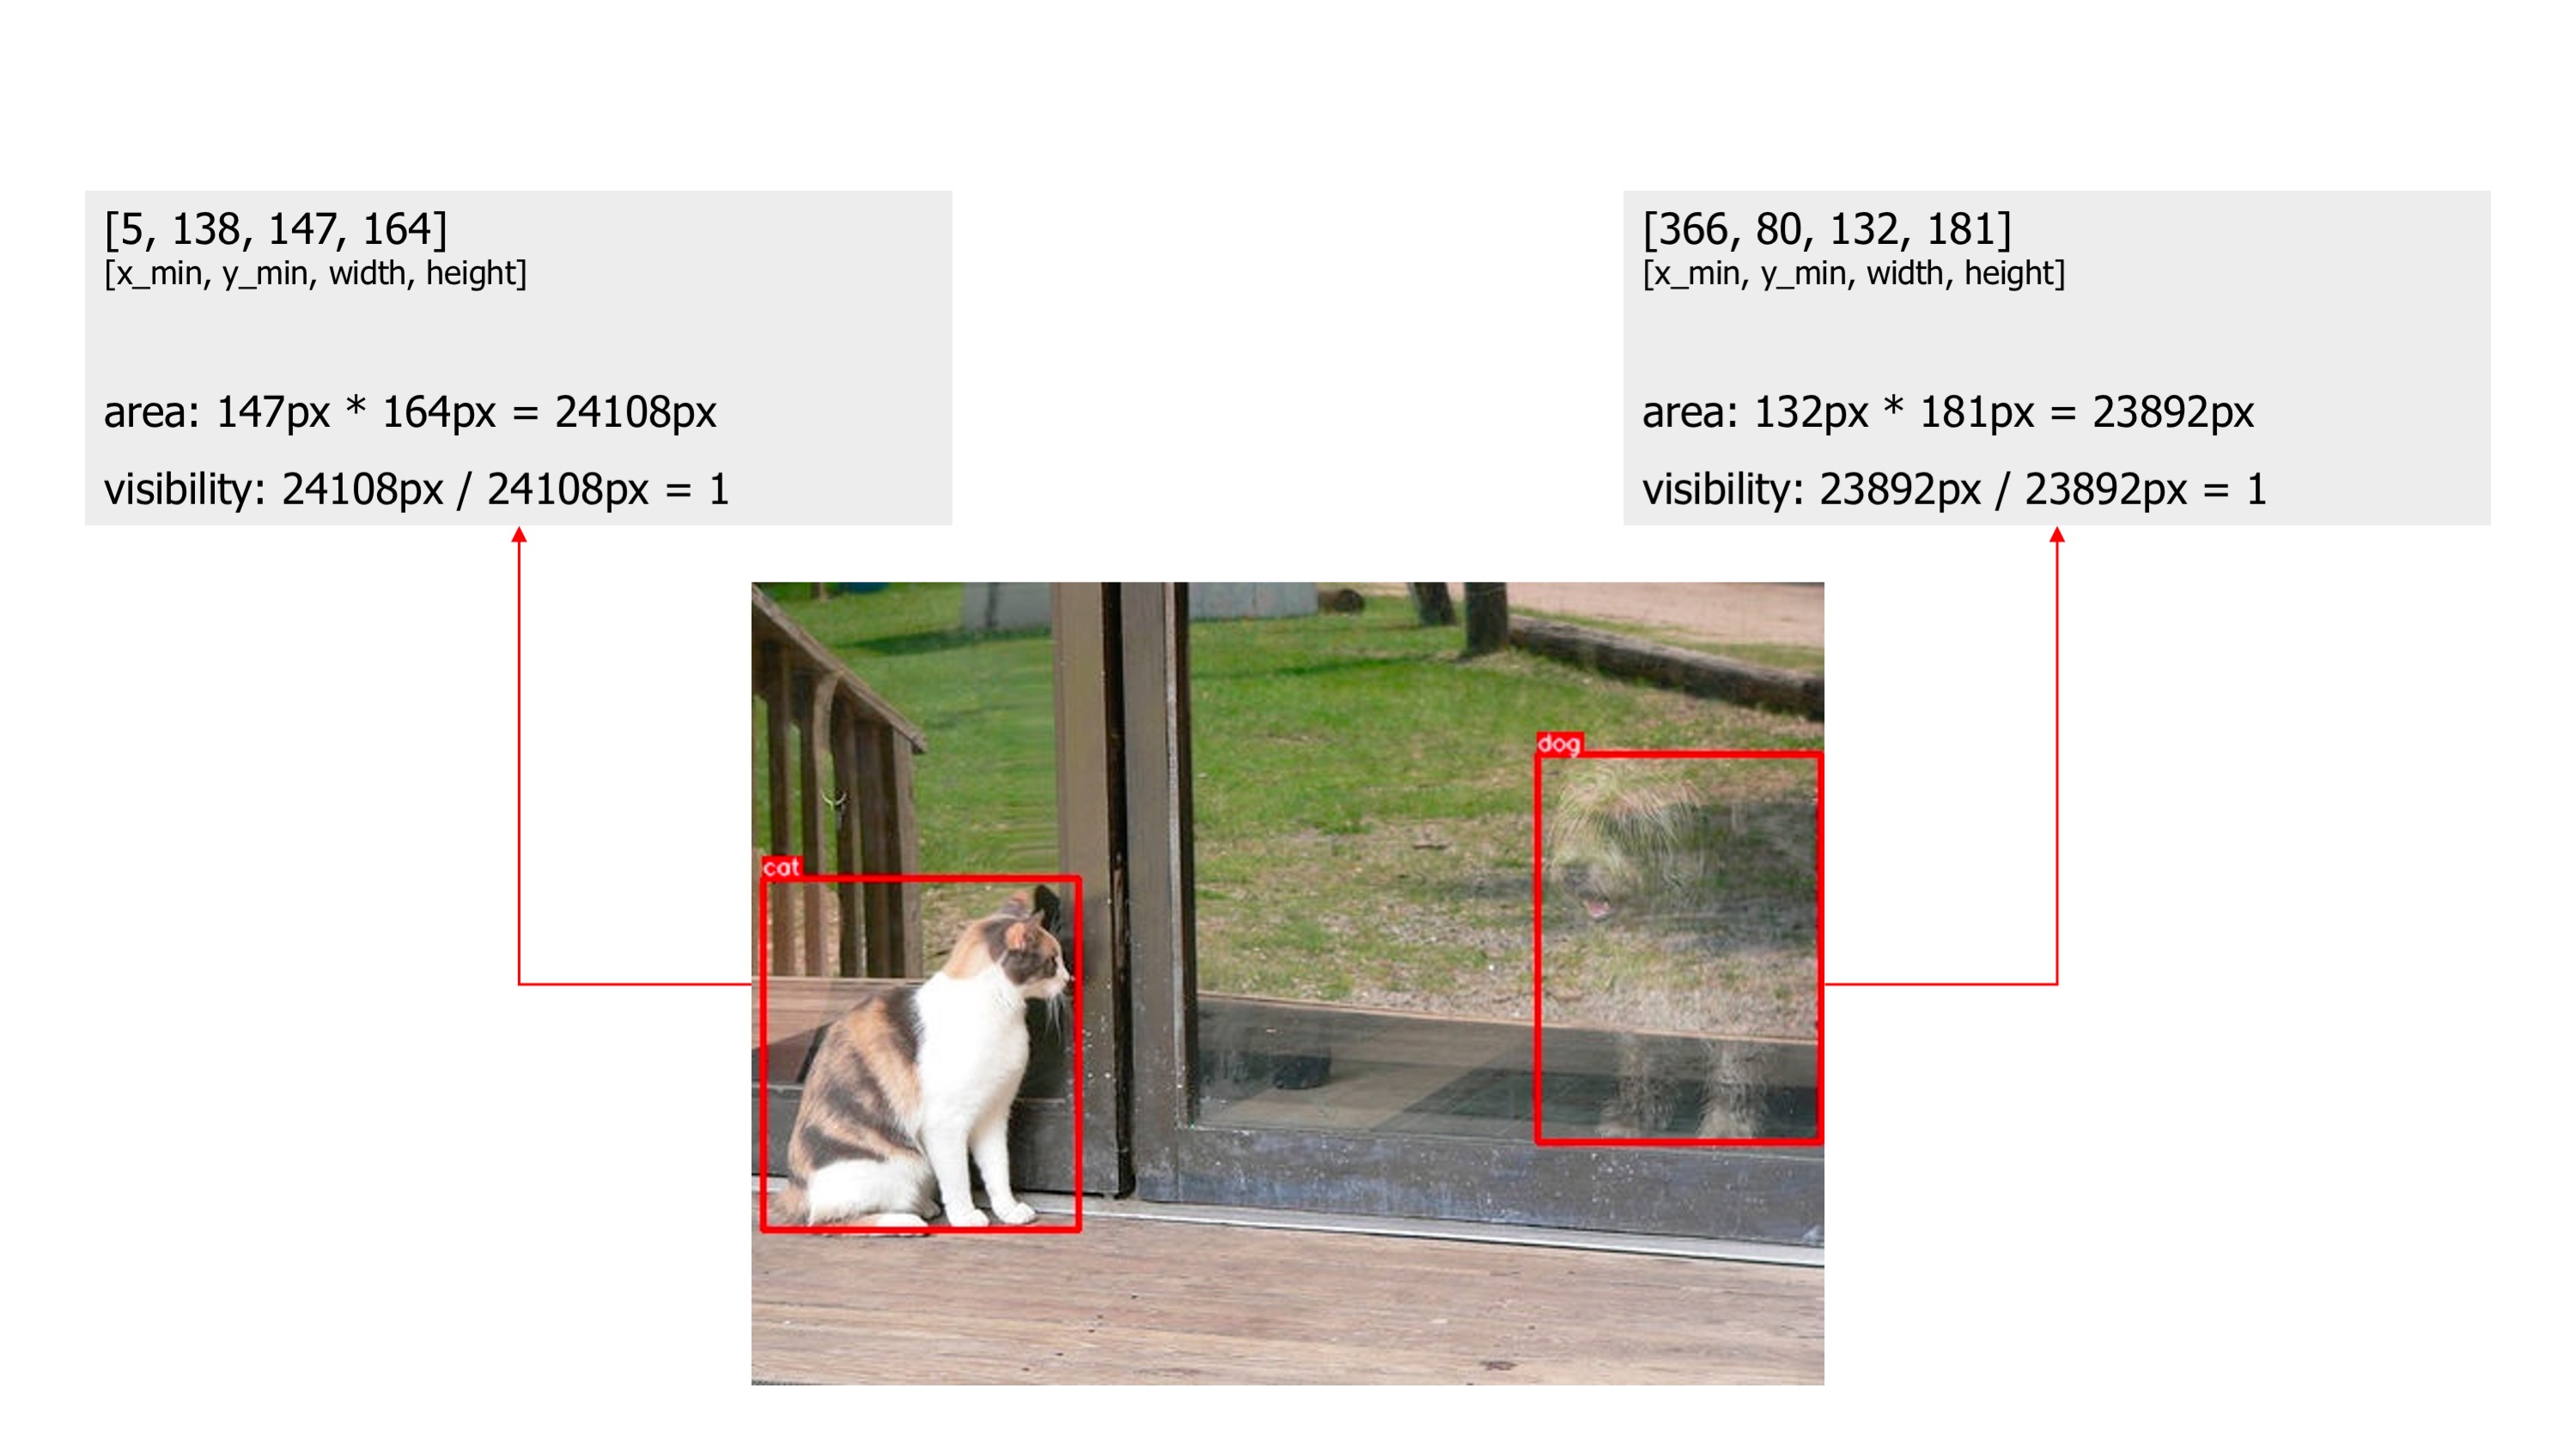 [5, 138, 147, 164]
[x_min, y_min, width, height]
area: 147px * 164px = 24108px
visibility: 24108px / 24108px = 1
[366, 80, 132, 181]
[x_min, y_min, width, height]
area: 132px * 181px = 23892px
visibility: 23892px / 23892px = 1
dog
cat